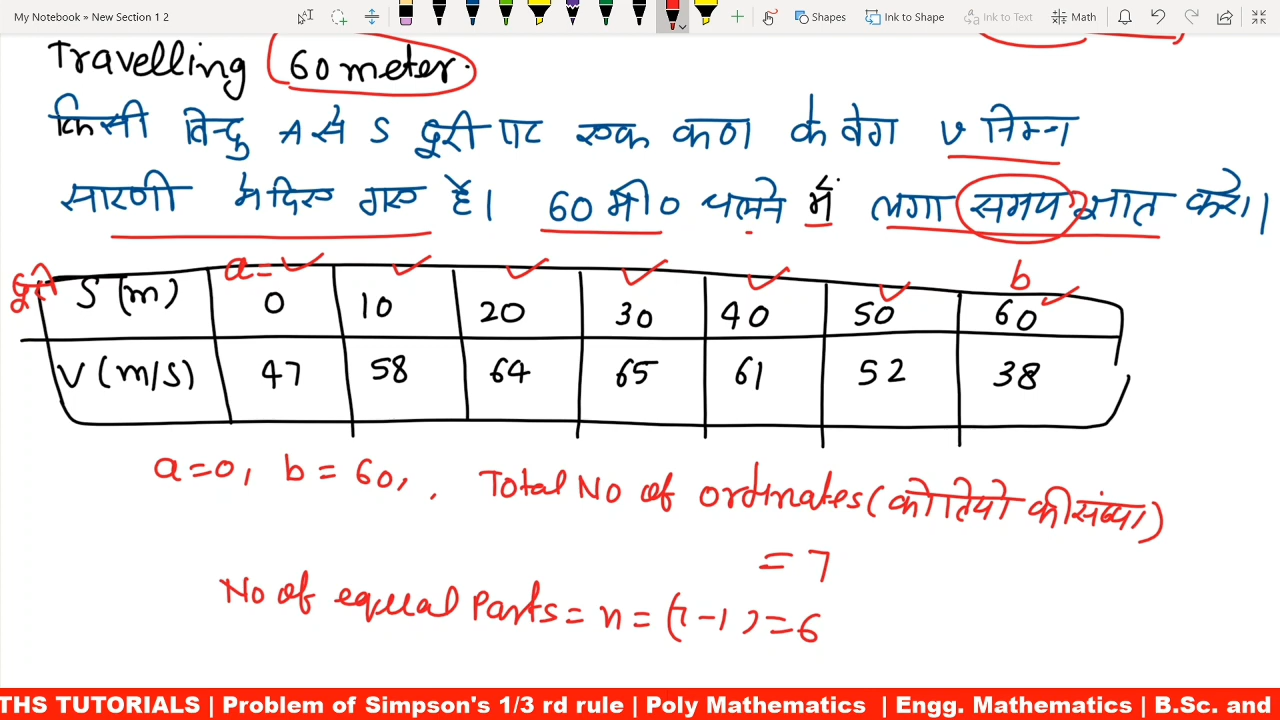 My Notebook » New Section 1 2
Shapes Ink to Shape Ink to Text Math
Travelling 60 meter.
किसी बिन्दु A से S दूरी पर एक कण के वेग v निम्न
सारणी में दिए गए हैं। 60 मी0 चलने में लगा समय ज्ञात करो।
दूरी a= b
S (m) 0 10 20 30 40 50 60
V (m/s) 47 58 64 65 61 52 38
a=0, b=60, , Total No of ordinates (कोटियो की संख्या)
= 7
No of equal Parts = n = (7-1) = 6
THS TUTORIALS | Problem of Simpson's 1/3 rd rule | Poly Mathematics | Engg. Mathematics | B.Sc. and